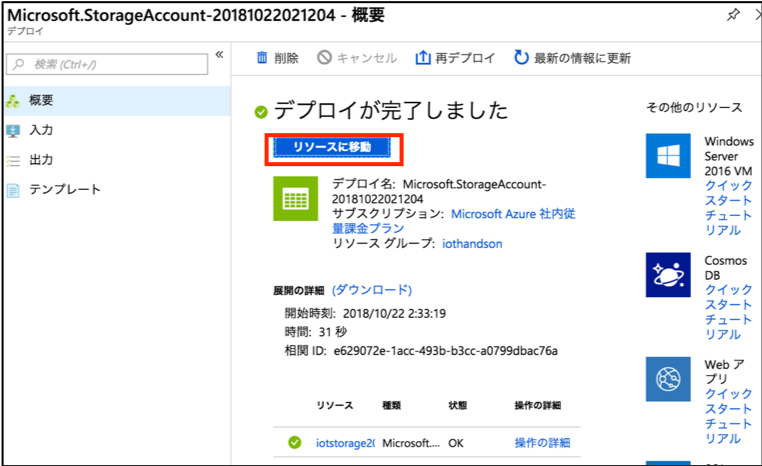 Microsoft.StorageAccount-20181022021204 - 概要
デプロイ
検索 (Ctrl+/)
概要
入力
出力
テンプレート
削除 キャンセル 再デプロイ 最新の情報に更新
デプロイが完了しました
リソースに移動
デプロイ名: Microsoft.StorageAccount-
20181022021204
サブスクリプション: Microsoft Azure 社内従
量課金プラン
リソース グループ: iothandson
展開の詳細 (ダウンロード)
開始時刻: 2018/10/22 2:33:19
時間: 31 秒
相関 ID: e629072e-1acc-493b-b3cc-a0799dbac76a
リソース 種類 状態 操作の詳細
iotstorage20 Microsoft.... OK 操作の詳細
その他のリソース
Windows
Server
2016 VM
クイック
スタート
チュート
リアル
Cosmos
DB
クイック
スタート
チュート
リアル
Web ア
プリ
クイック
スタート
チュート
リアル